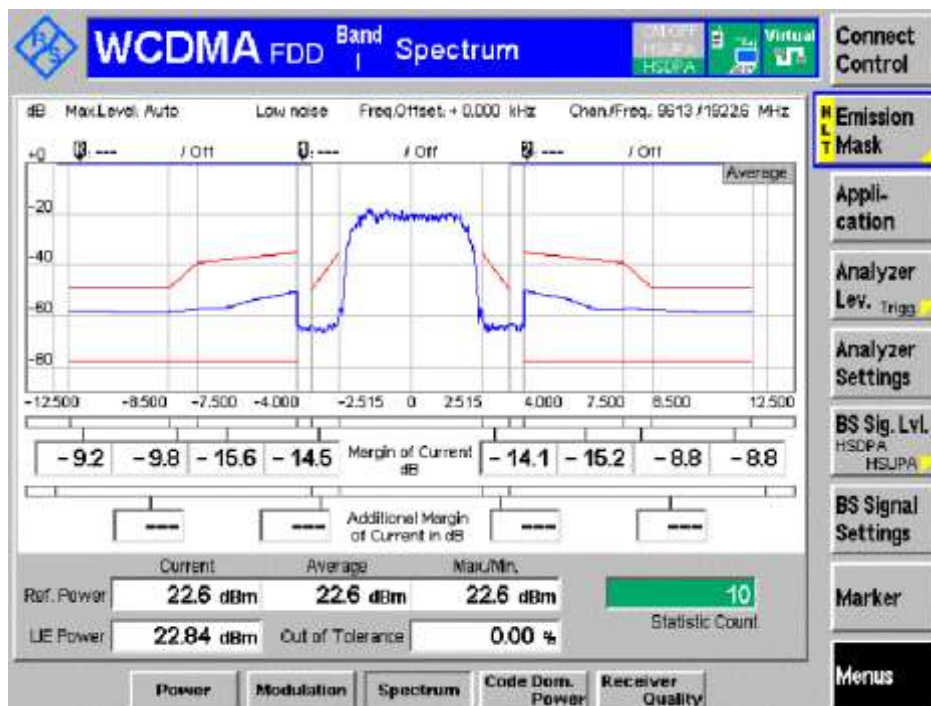 R S
WCDMA FDD Band I Spectrum
HSUPA
HSDPA
Virtual
Connect Control
dB Max.Level: Auto Low noise Freq.Offset: + 0.000 kHz Chan./Freq.: 9613 / 1922.6 MHz
HLT
Emission Mask
+0
--- / Off
1: --- / Off
2: --- / Off
Average
-20
-40
-60
-80
-12.500 -8.500 -7.500 -4.000 -2.515 0 2.515 4.000 7.500 8.500 12.500
Appli-
cation
Analyzer
Lev. Trigg.
Analyzer
Settings
BS Sig. Lvl.
HSDPA
HSUPA
BS Signal
Settings
Marker
Menus
-9.2 -9.8 -15.6 -14.5 Margin of Current dB -14.1 -15.2 -8.8 -8.8
--- --- Additional Margin of Current in dB --- ---
Current Average Max./Min.
Ref. Power 22.6 dBm 22.6 dBm 22.6 dBm 10
Statistic Count
UE Power 22.84 dBm Out of Tolerance 0.00 %
Power Modulation Spectrum Code Dom. Power Receiver Quality